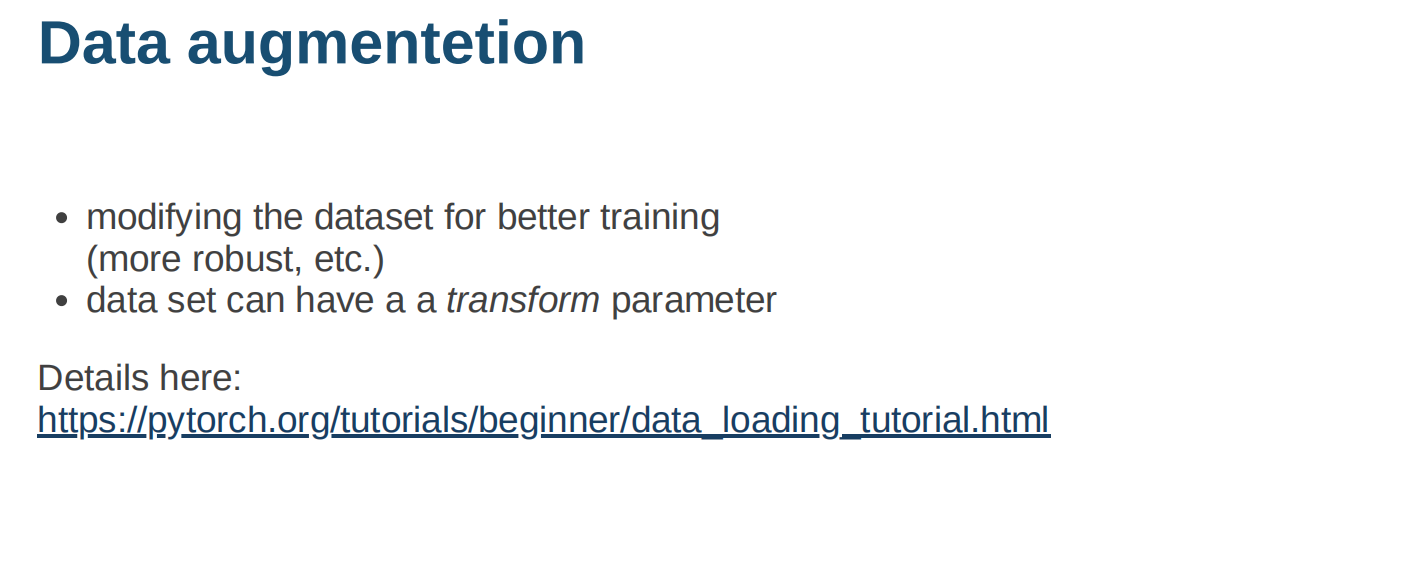 Data augmentetion
• modifying the dataset for better training
(more robust, etc.)
• data set can have a a transform parameter
Details here:
https://pytorch.org/tutorials/beginner/data_loading_tutorial.html